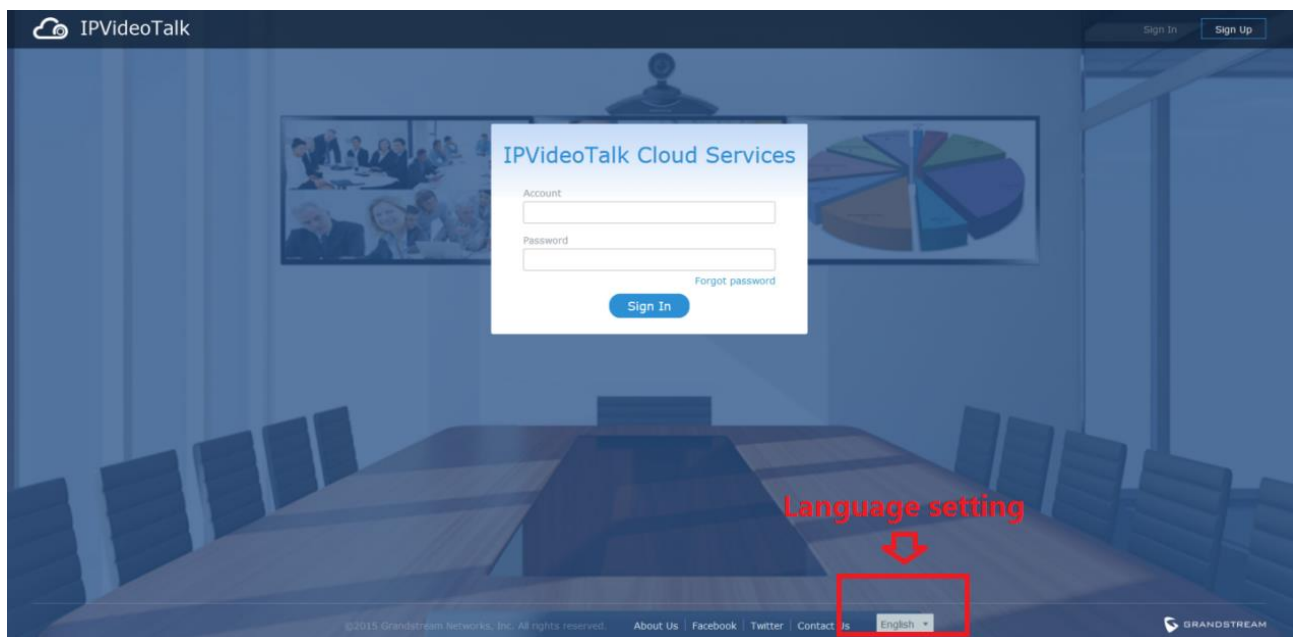 IPVideoTalk
Sign In
Sign Up
IPVideoTalk Cloud Services
Account
Password
Forgot password
Sign In
Language setting
©2015 Grandstream Networks, Inc. All rights reserved. About Us | Facebook | Twitter | Contact Us English
GRANDSTREAM